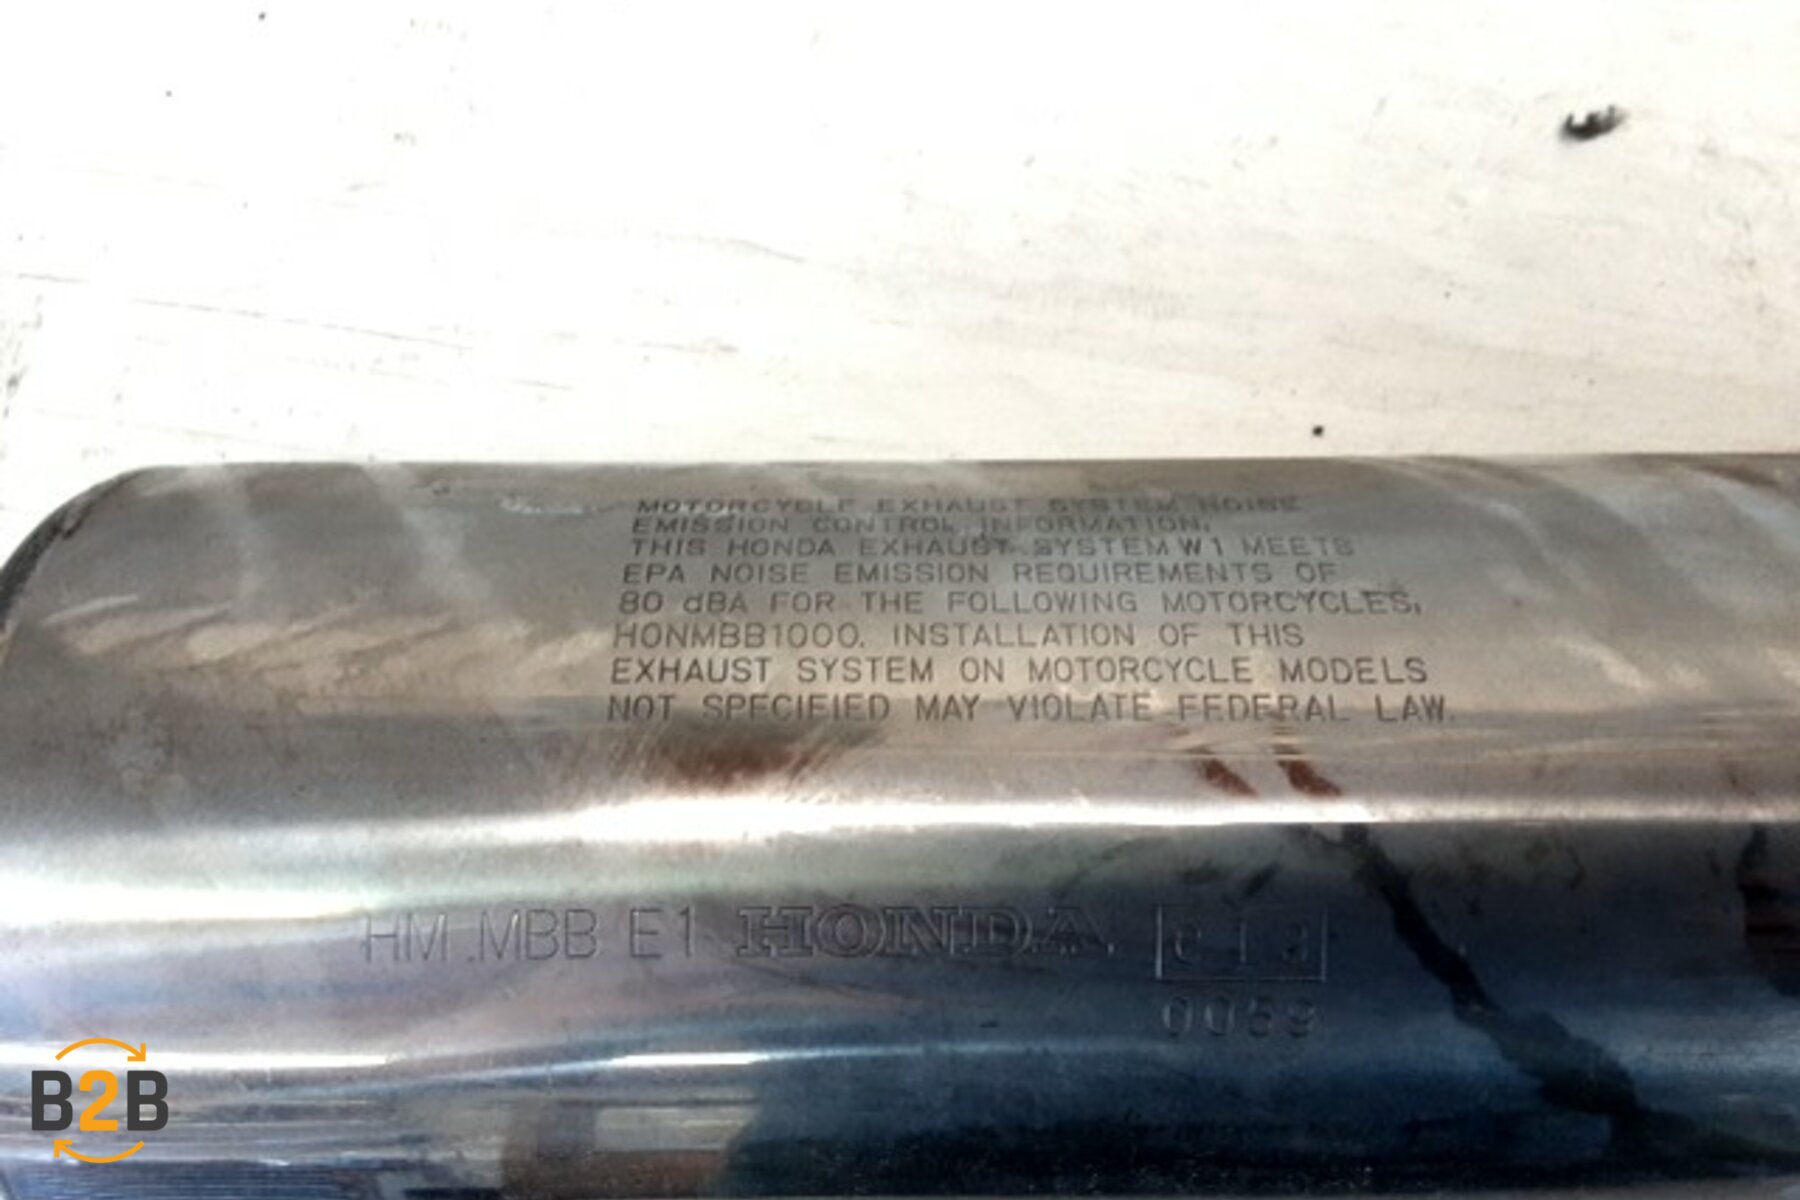 MOTORCYCLE EXHAUST SYSTEM NOISE
EMISSION CONTROL INFORMATION,
THIS HONDA EXHAUST SYSTEM W1 MEETS
EPA NOISE EMISSION REQUIREMENTS OF
80 dBA FOR THE FOLLOWING MOTORCYCLES,
HONMBB1000. INSTALLATION OF THIS
EXHAUST SYSTEM ON MOTORCYCLE MODELS
NOT SPECIFIED MAY VIOLATE FEDERAL LAW.
HM MBB E1 HONDA
0059
B2B